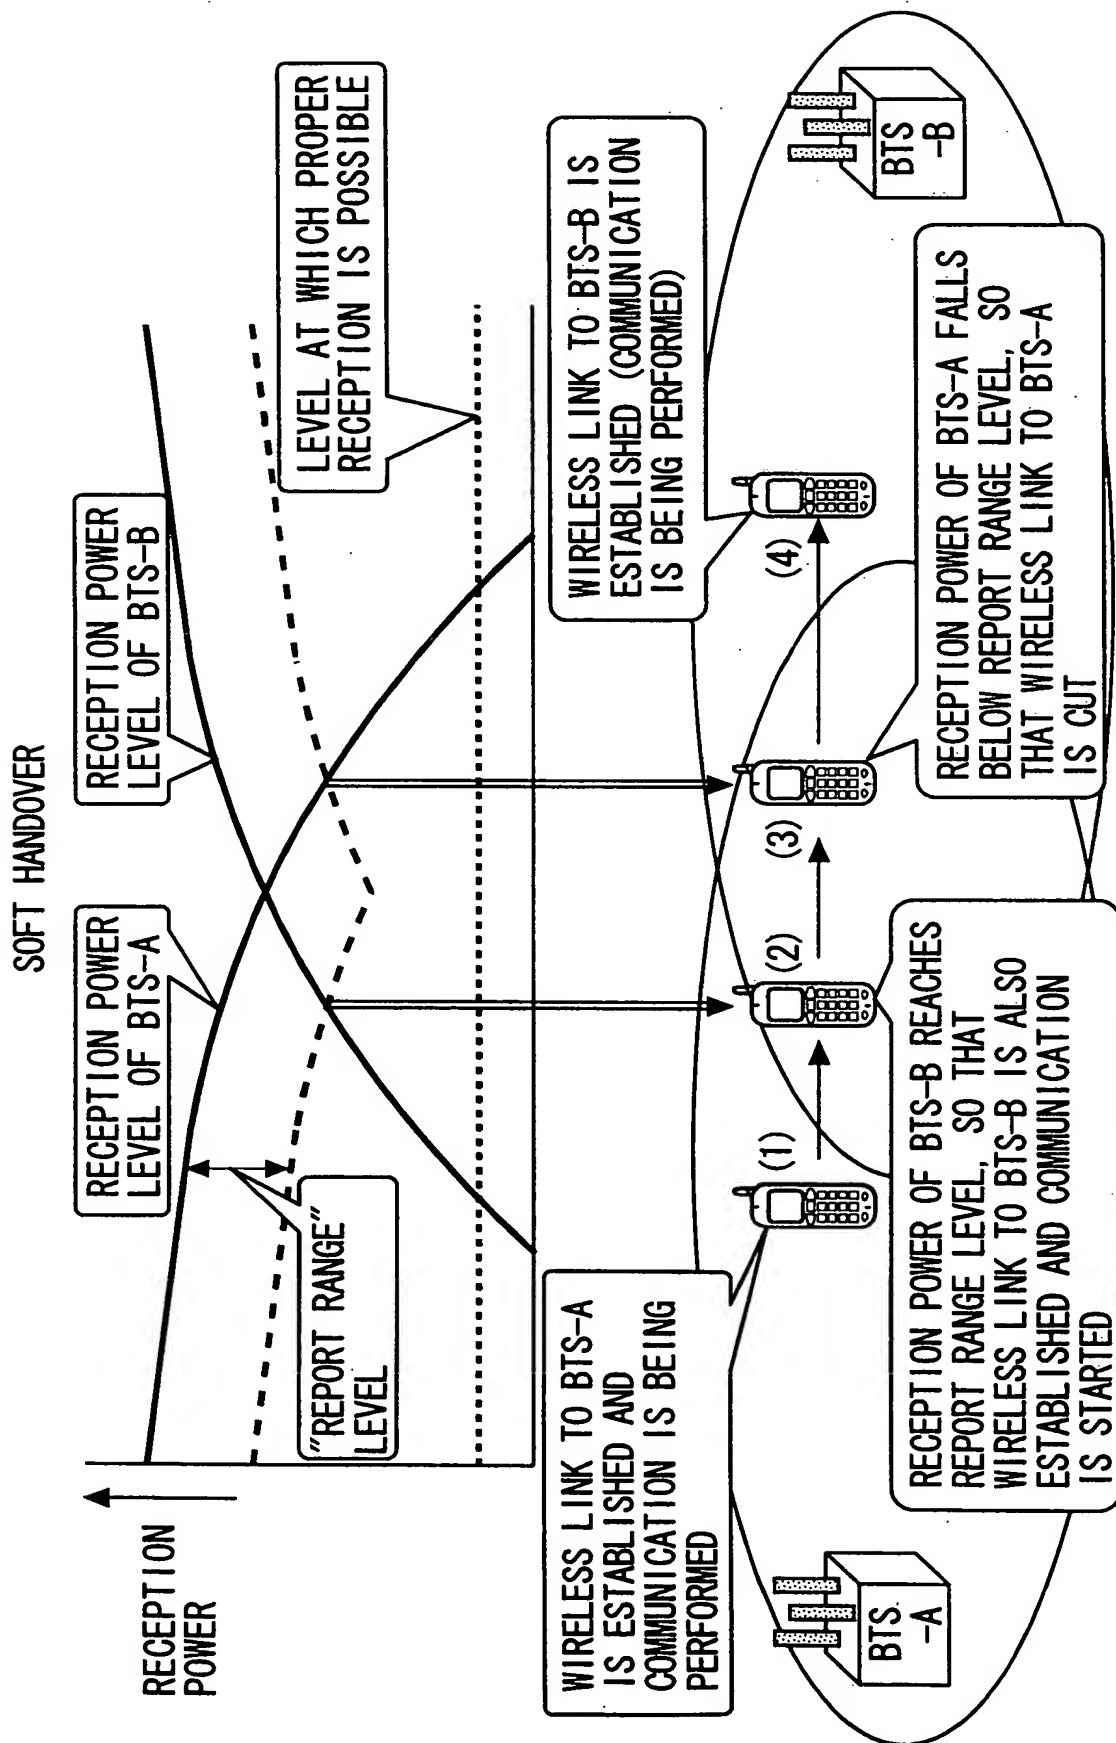 SOFT HANDOVER
RECEPTION
POWER
RECEPTION POWER
LEVEL OF BTS-A
RECEPTION POWER
LEVEL OF BTS-B
"REPORT RANGE"
LEVEL
LEVEL AT WHICH PROPER
RECEPTION IS POSSIBLE
WIRELESS LINK TO BTS-A
IS ESTABLISHED AND
COMMUNICATION IS BEING
PERFORMED
WIRELESS LINK TO BTS-B IS
ESTABLISHED (COMMUNICATION
IS BEING PERFORMED)
(1)
(2)
(3)
(4)
BTS
-A
BTS
-B
RECEPTION POWER OF BTS-B REACHES
REPORT RANGE LEVEL, SO THAT
WIRELESS LINK TO BTS-B IS ALSO
ESTABLISHED AND COMMUNICATION
IS STARTED
RECEPTION POWER OF BTS-A FALLS
BELOW REPORT RANGE LEVEL, SO
THAT WIRELESS LINK TO BTS-A
IS CUT